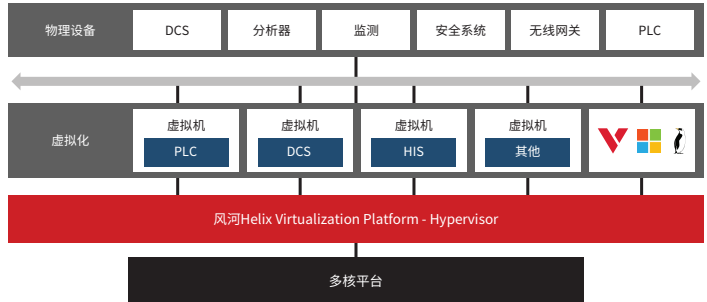 物理设备
DCS
分析器
监测
安全系统
无线网关
PLC
虚拟化
虚拟机
PLC
虚拟机
DCS
虚拟机
HIS
虚拟机
其他
风河Helix Virtualization Platform - Hypervisor
多核平台